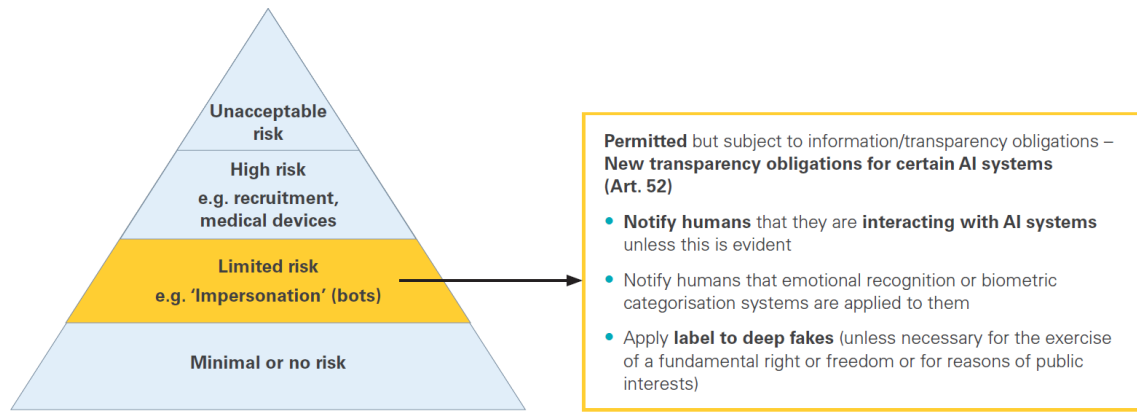 Unacceptable
risk
High risk
e.g. recruitment,
medical devices
Limited risk
e.g. ‘Impersonation’ (bots)
Minimal or no risk
Permitted but subject to information/transparency obligations –
New transparency obligations for certain AI systems
(Art. 52)
• Notify humans that they are interacting with AI systems
unless this is evident
• Notify humans that emotional recognition or biometric
categorisation systems are applied to them
• Apply label to deep fakes (unless necessary for the exercise
of a fundamental right or freedom or for reasons of public
interests)